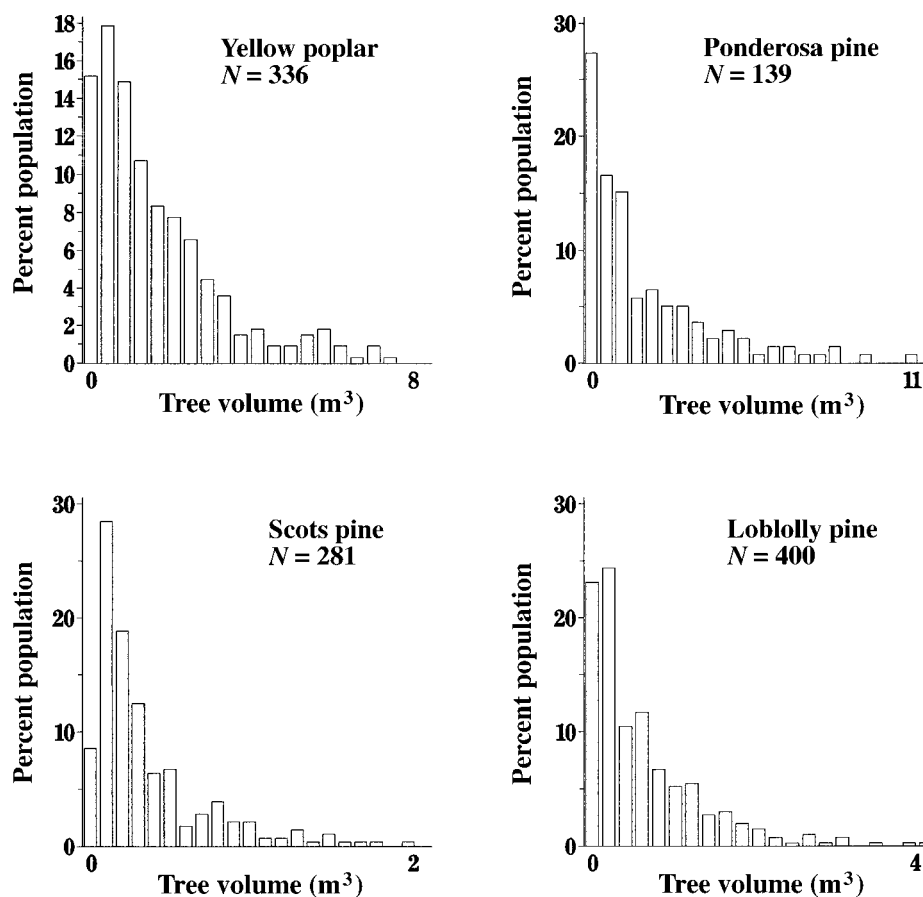 Yellow poplar
N = 336
Percent population
18
16
14
12
10
8
6
4
2
0
0
8
Tree volume (m³)
Ponderosa pine
N = 139
Percent population
30
20
10
0
0
11
Tree volume (m³)
Scots pine
N = 281
Percent population
30
20
10
0
0
2
Tree volume (m³)
Loblolly pine
N = 400
Percent population
30
20
10
0
0
4
Tree volume (m³)